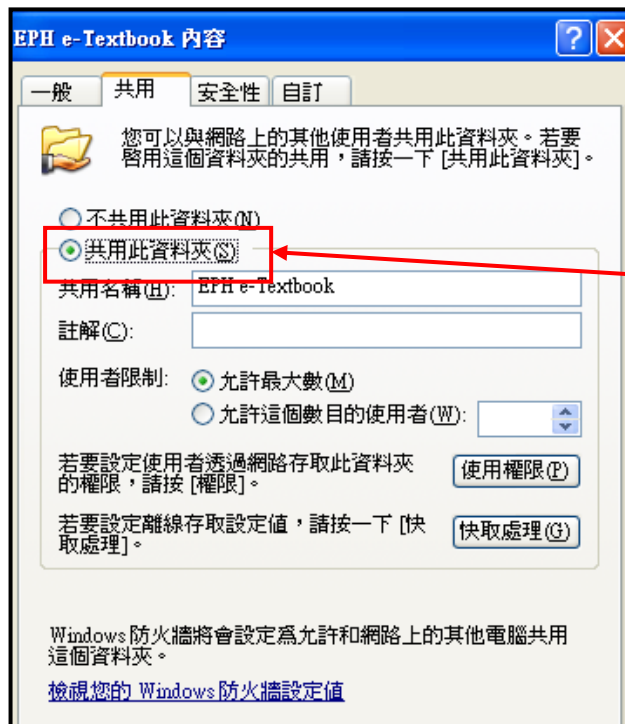 EPH e-Textbook 內容
一般 共用 安全性 自訂
您可以與網路上的其他使用者共用此資料夾。若要
啓用這個資料夾的共用，請按一下 [共用此資料夾]。
不共用此資料夾(N)
共用此資料夾(S)
共用名稱(H): EPH e-Textbook
註解(C):
使用者限制: 允許最大數(M)
允許這個數目的使用者(W):
若要設定使用者透過網路存取此資料夾
的權限，請按 [權限]。
使用權限(P)
若要設定離線存取設定值，請按一下 [快
取處理]。
快取處理(G)
Windows 防火牆將會設定爲允許和網路上的其他電腦共用
這個資料夾。
檢視您的 Windows 防火牆設定值